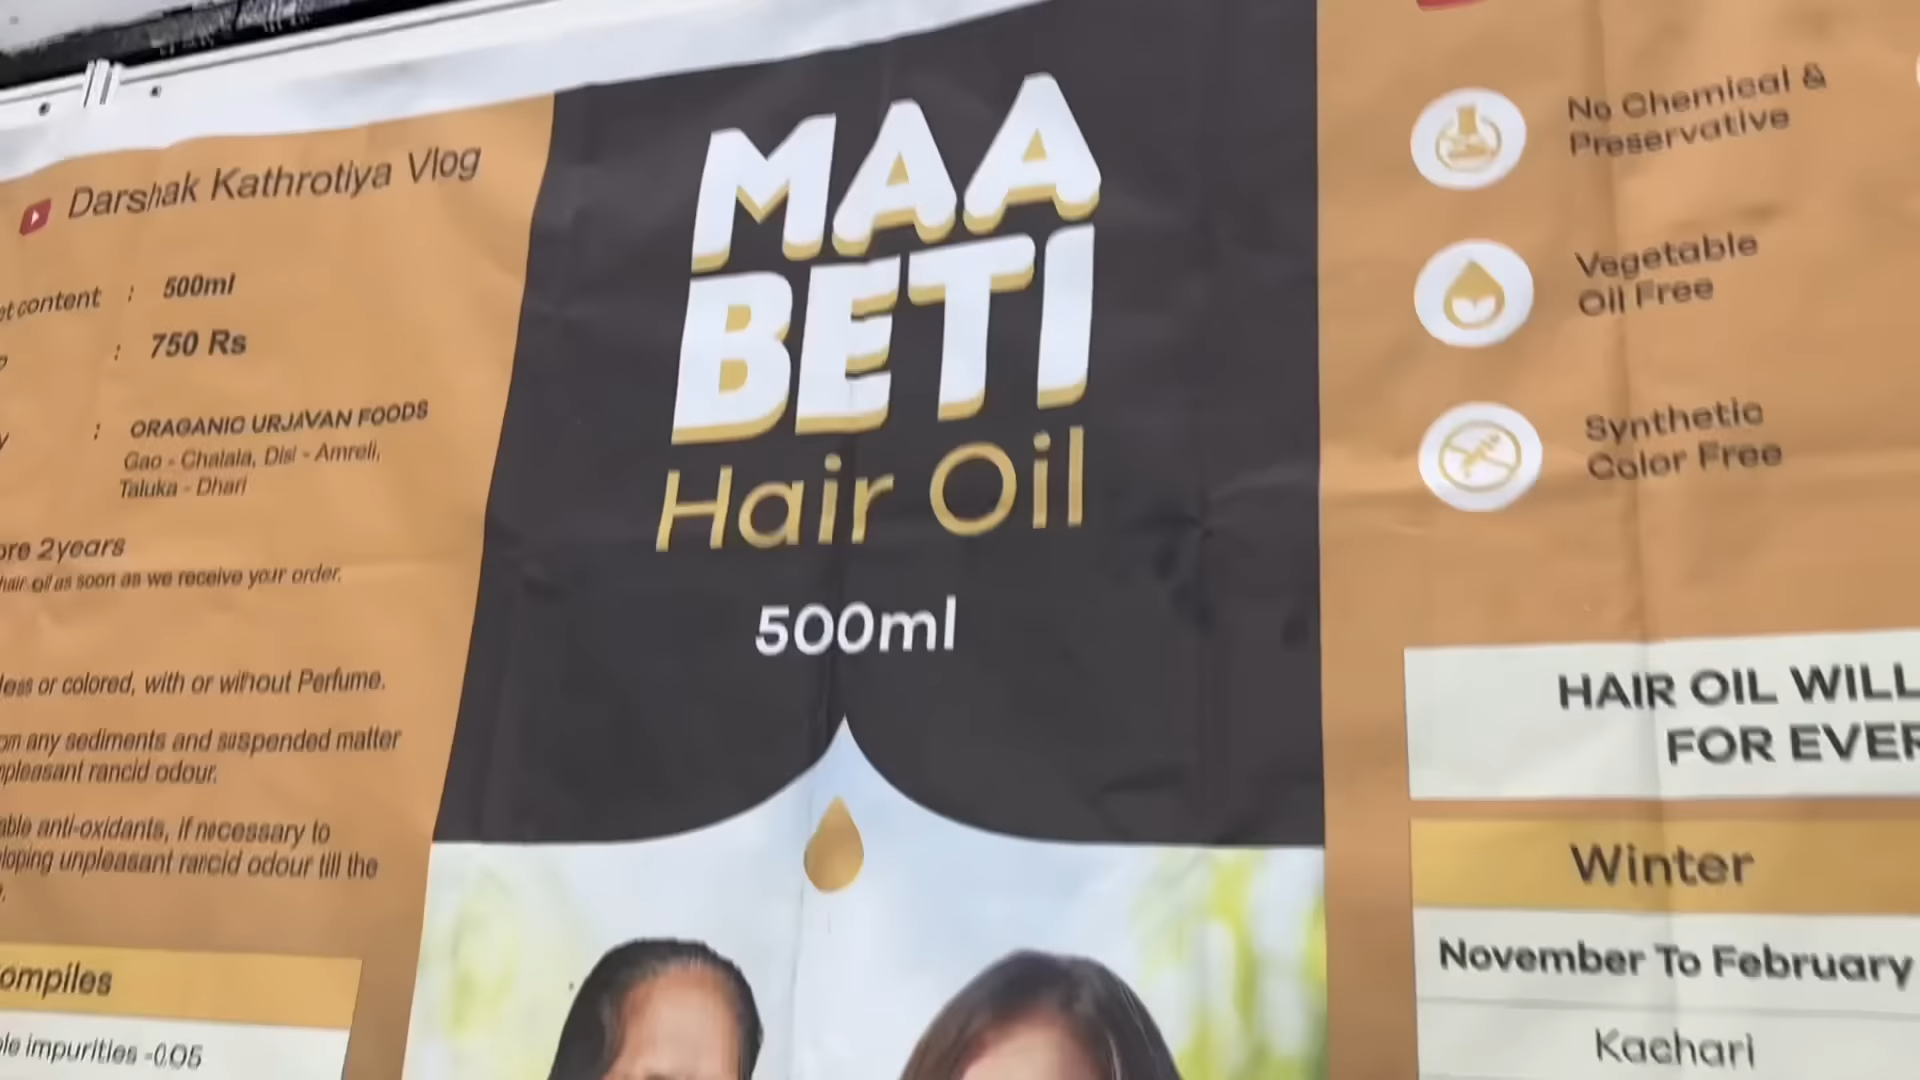 Darshak Kathrotiya Vlog
et content : 500ml
: 750 Rs
: ORAGANIC URJAVAN FOODS
Gao - Chalala, Disi - Amreli,
Taluka - Dhari
ore 2years
hair oil as soon as we receive your order.
less or colored, with or without Perfume.
om any sediments and suspended matter
npleasant rancid odour.
able anti-oxidants, if necessary to
loping unpleasant rancid odour till the
ompiles
ble impurities -0.05
MAA
BETI
Hair Oil
500ml
No Chemical &
Preservative
Vegetable
Oil Free
Synthetic
Color Free
HAIR OIL WILL
FOR EVER
Winter
November To February
Kachari